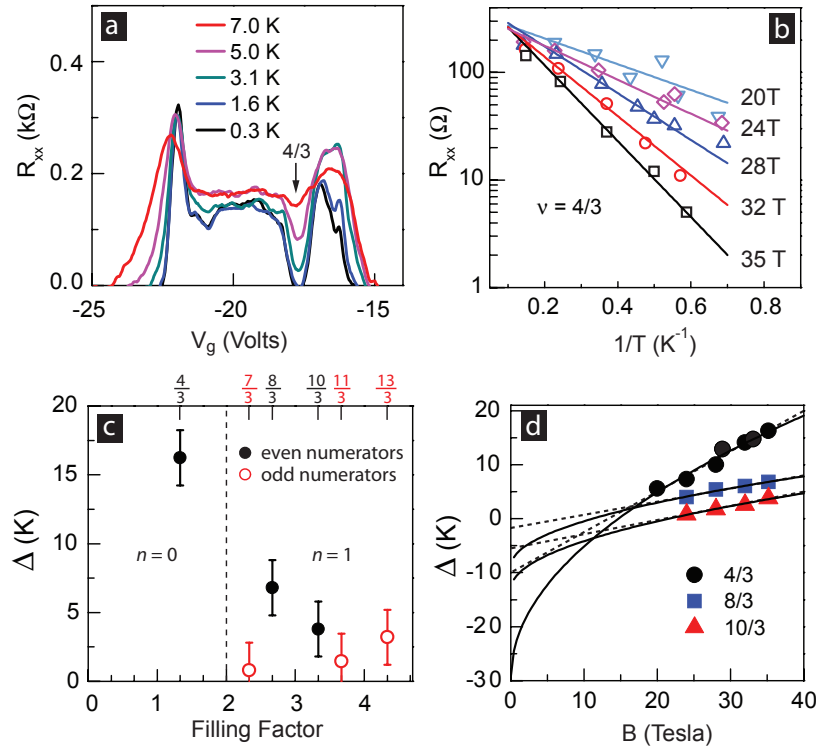 a
7.0 K
5.0 K
3.1 K
1.6 K
0.3 K
4/3
0.4
0.2
0.0
R_xx (kΩ)
-25
-20
-15
V_g (Volts)
b
100
10
1
R_xx (Ω)
20T
24T
28T
32 T
35 T
ν = 4/3
0.2
0.4
0.6
0.8
1/T (K⁻¹)
c
4/3
7/3
8/3
10/3
11/3
13/3
20
15
10
5
0
Δ (K)
even numerators
odd numerators
n = 0
n = 1
0
1
2
3
4
Filling Factor
d
20
10
0
-10
-20
-30
Δ (K)
4/3
8/3
10/3
0
10
20
30
40
B (Tesla)